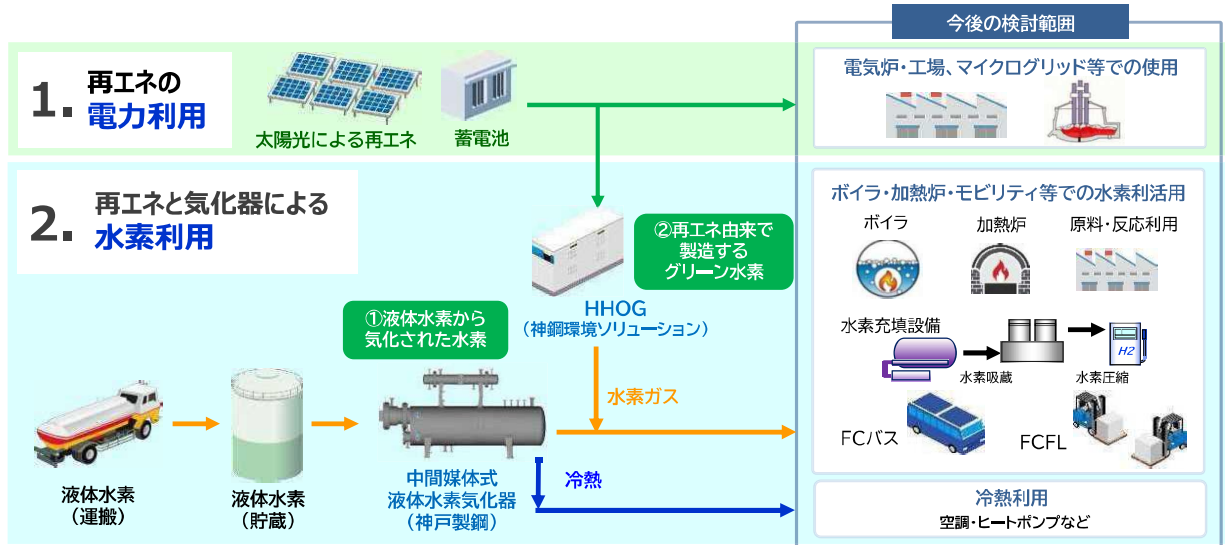 今後の検討範囲
1.
再エネの
電力利用
太陽光による再エネ
蓄電池
電気炉・工場、マイクログリッド等での使用
2.
再エネと気化器による
水素利用
②再エネ由来で
製造する
グリーン水素
HHOG
(神鋼環境ソリューション)
①液体水素から
気化された水素
水素ガス
液体水素
(運搬)
液体水素
(貯蔵)
中間媒体式
液体水素気化器
(神戸製鋼)
冷熱
ボイラ・加熱炉・モビリティ等での水素利活用
ボイラ
加熱炉
原料・反応利用
水素充填設備
H2
水素吸蔵
水素圧縮
FCバス
FCFL
冷熱利用
空調・ヒートポンプなど